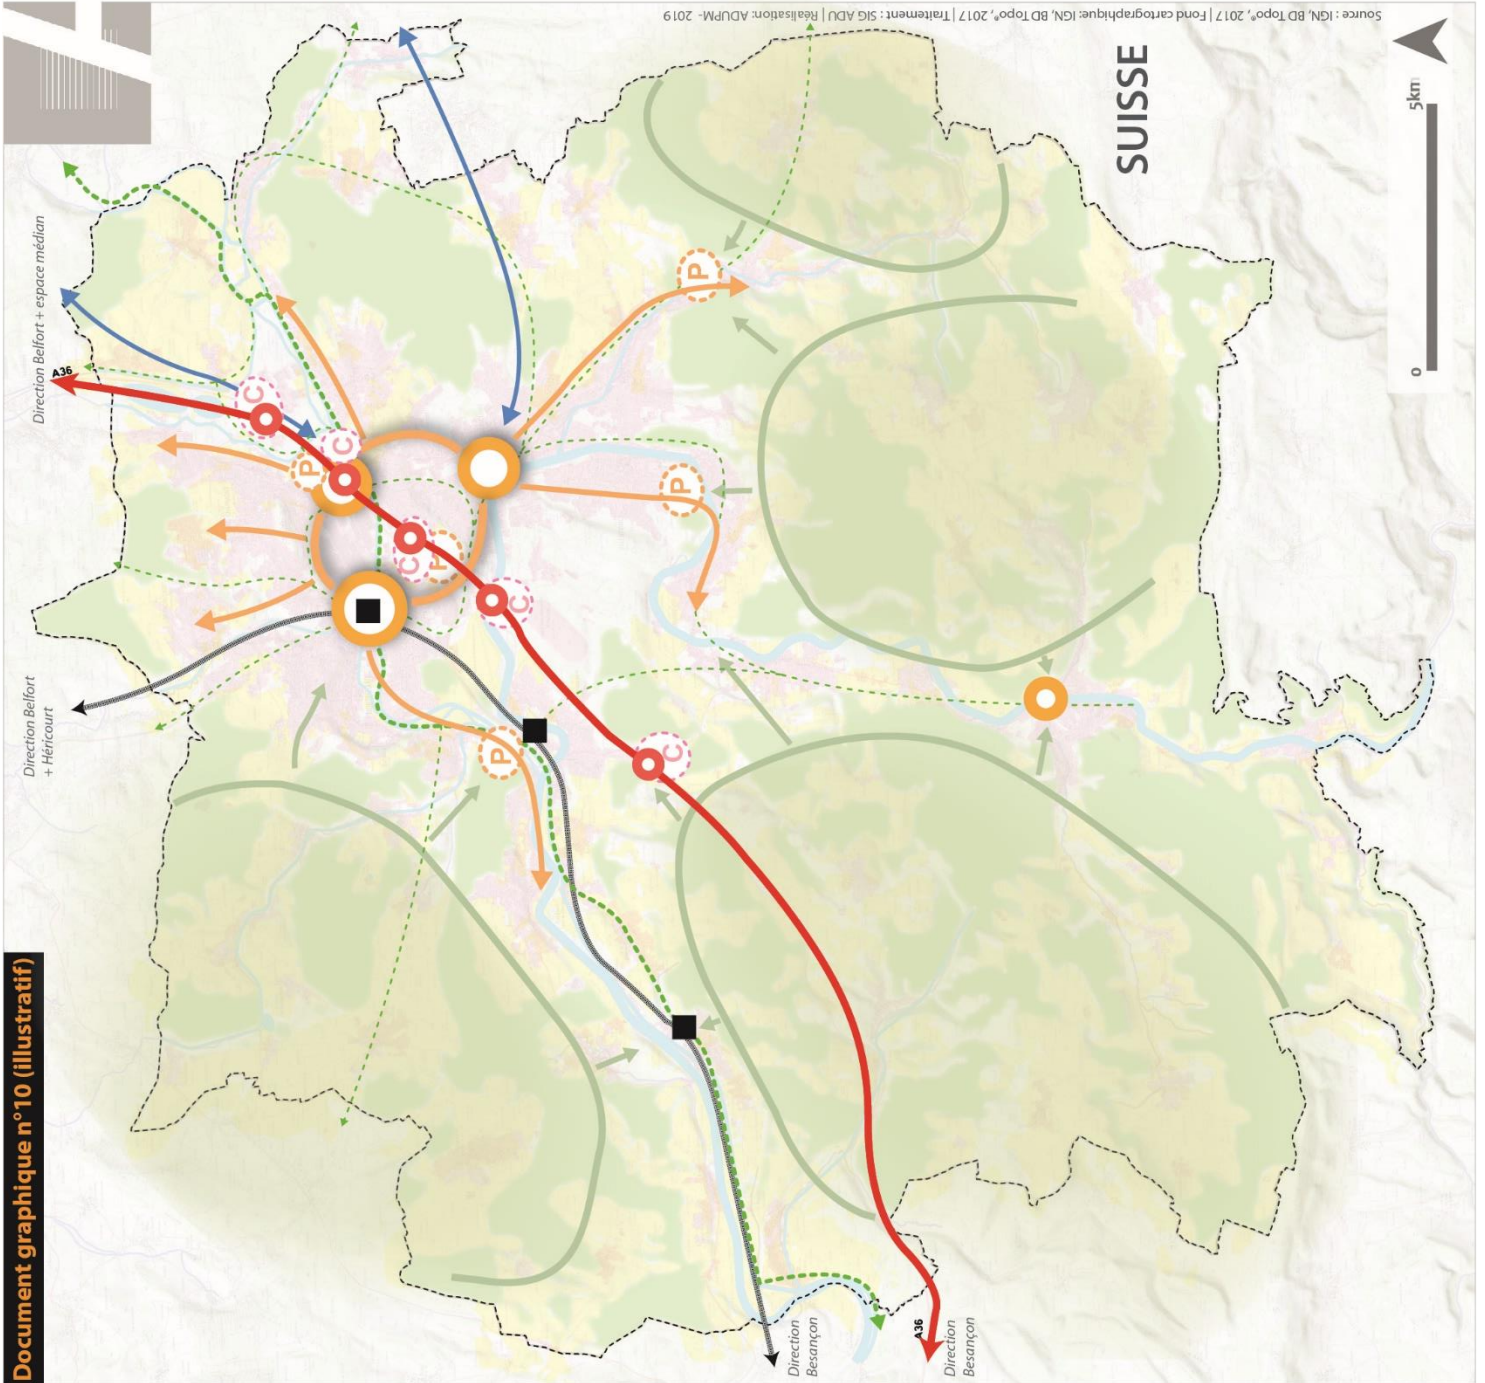 Document graphique n°10 (illustratif)
Source : IGN, BD Topo®, 2017 | Fond cartographique: IGN, BD Topo®, 2017 | Traitement : SIG ADU | Réalisation: ADUPM- 2019
SUISSE
0
5km
Direction Belfort + espace médian
A36
Direction Belfort
+ Héricourt
C
C
P
C
P
C
P
P
P
C
A36
Direction
Besançon
Direction
Besançon